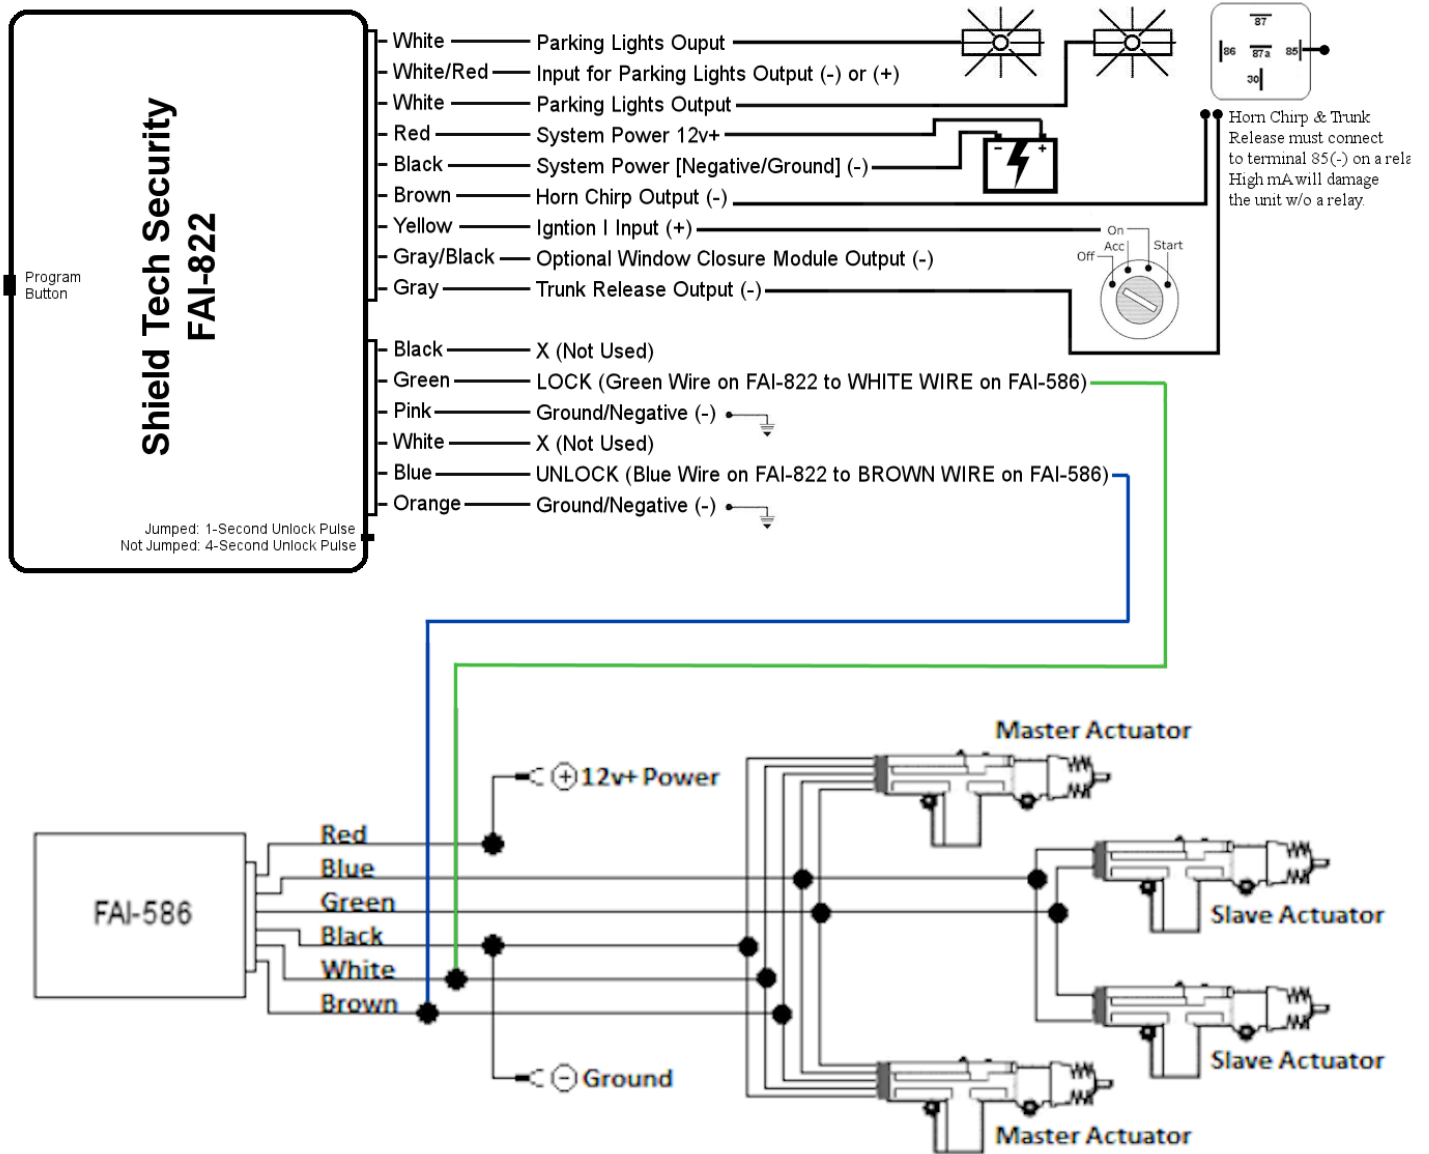 Shield Tech Security
FAI-822
Program
Button
Jumped: 1-Second Unlock Pulse
Not Jumped: 4-Second Unlock Pulse
White Parking Lights Ouput
White/Red Input for Parking Lights Output (-) or (+)
White Parking Lights Output
Red System Power 12v+
Black System Power [Negative/Ground] (-)
Brown Horn Chirp Output (-)
Yellow Igntion I Input (+)
Gray/Black Optional Window Closure Module Output (-)
Gray Trunk Release Output (-)
Black X (Not Used)
Green LOCK (Green Wire on FAI-822 to WHITE WIRE on FAI-586)
Pink Ground/Negative (-)
White X (Not Used)
Blue UNLOCK (Blue Wire on FAI-822 to BROWN WIRE on FAI-586)
Orange Ground/Negative (-)
- +
87
86 87a 85
30
Horn Chirp & Trunk
Release must connect
to terminal 85(-) on a rela
High mA will damage
the unit w/o a relay.
On
Acc
Start
Off
FAI-586
Red
Blue
Green
Black
White
Brown
+ 12v+ Power
- Ground
Master Actuator
Slave Actuator
Slave Actuator
Master Actuator